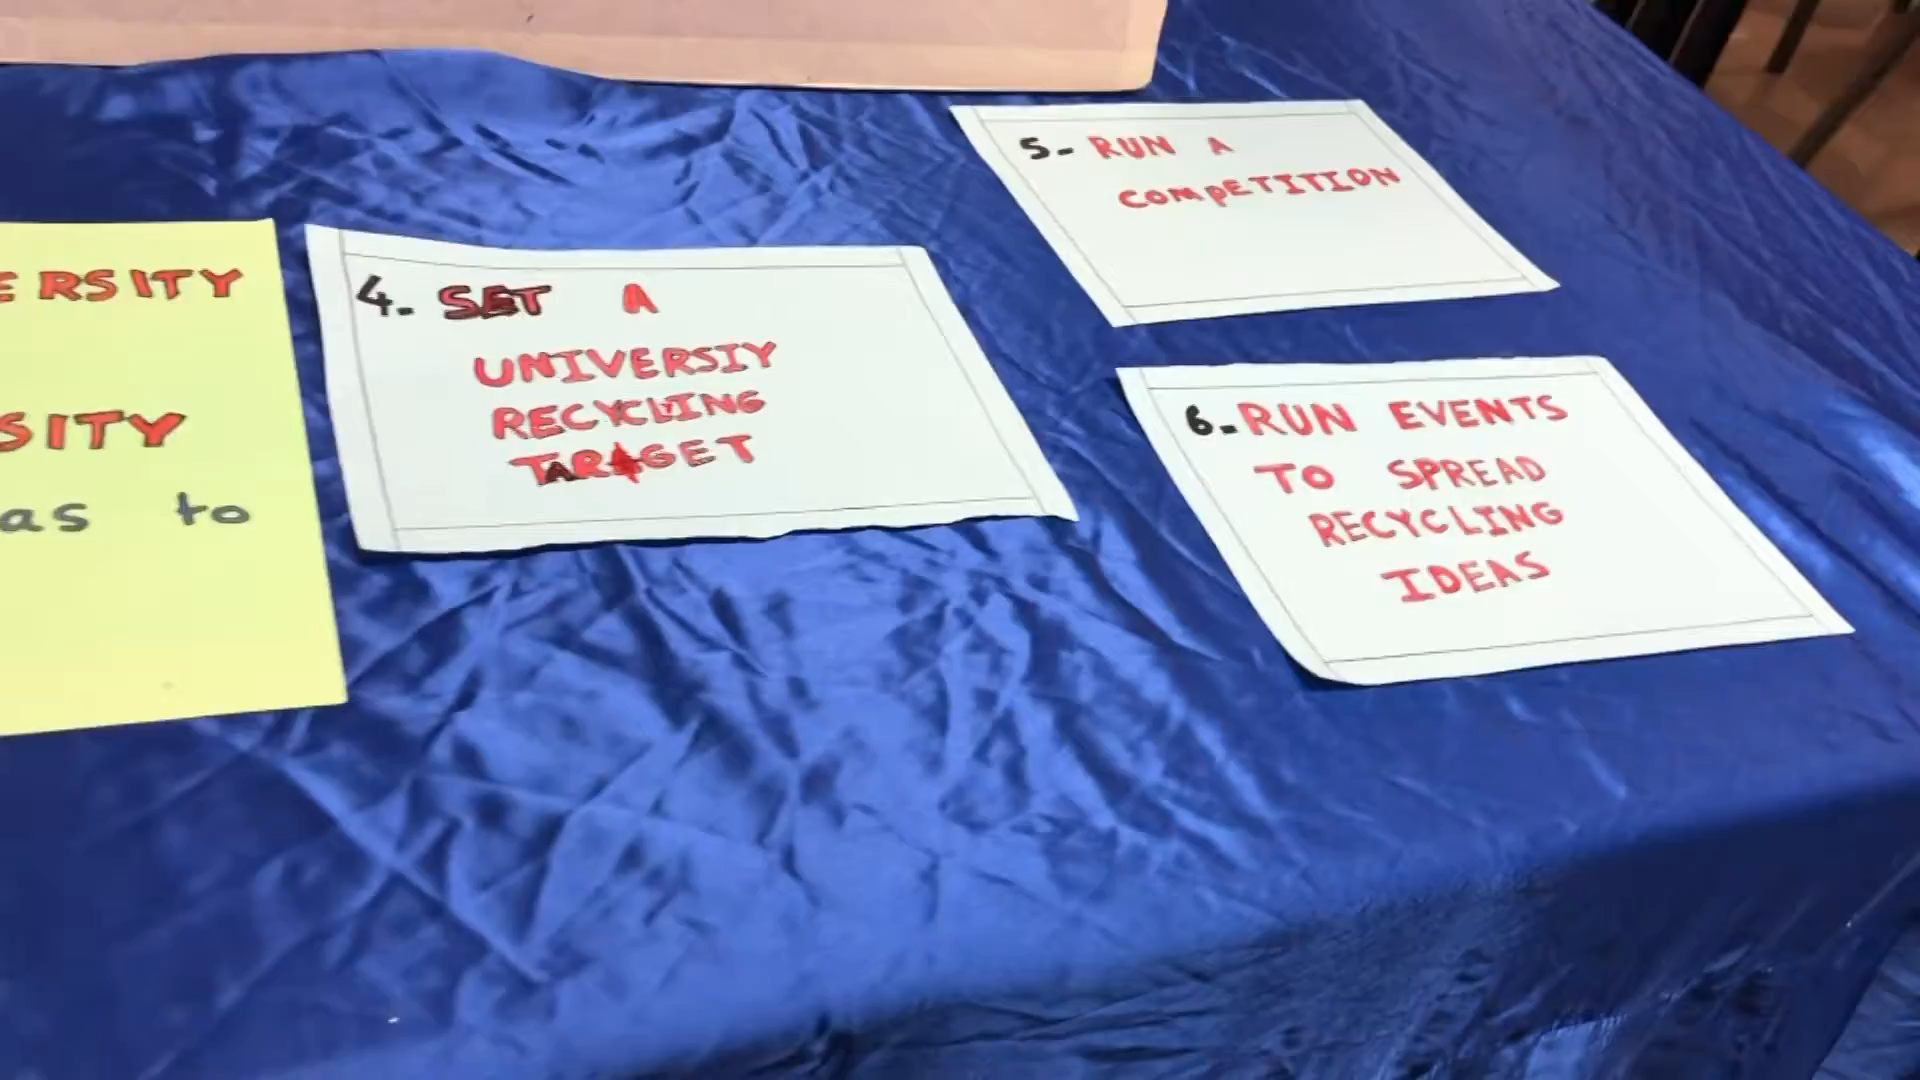 ERSITY
SITY
as to
4. SET A
UNIVERSIY
RECYCLING
TARGET
5- RUN A
COMPETITION
6-RUN EVENTS
TO SPREAD
RECYCLING
IDEAS